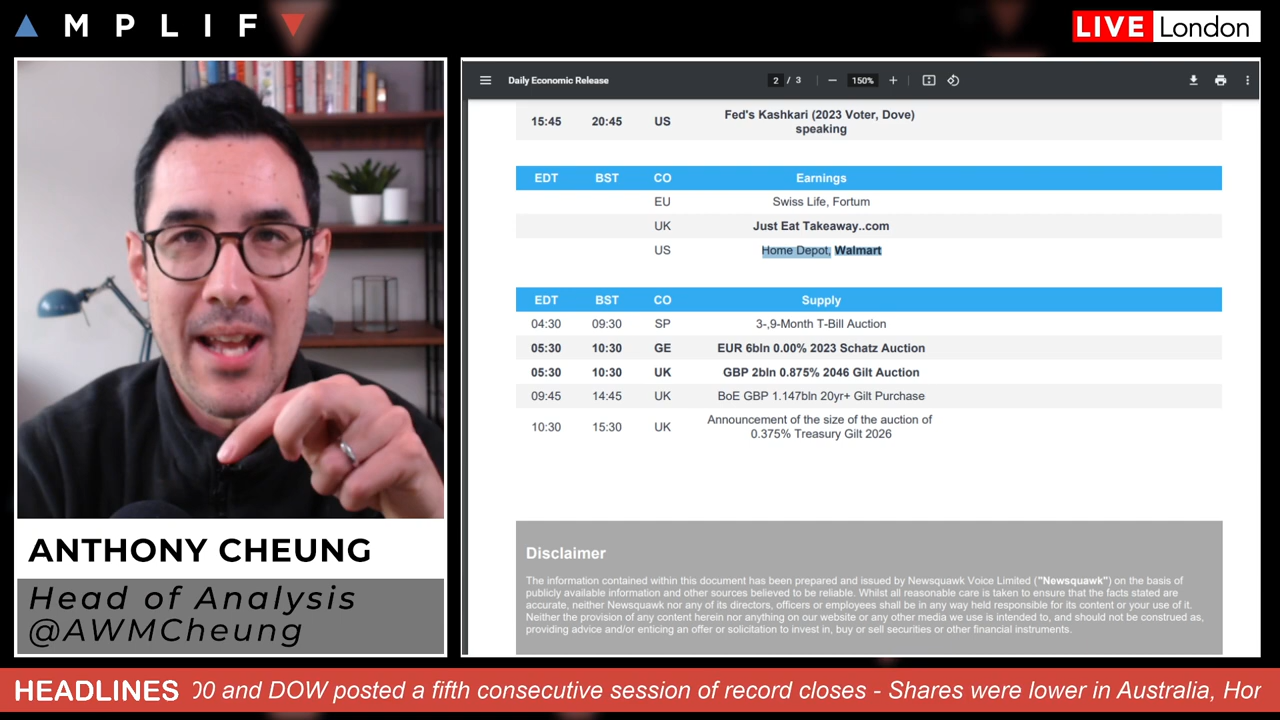 MPLIF
LIVE London
Daily Economic Release
2 / 3
150%
15:45 20:45 US Fed's Kashkari (2023 Voter, Dove)
speaking
EDT BST CO Earnings
EU Swiss Life, Fortum
UK Just Eat Takeaway..com
US Home Depot, Walmart
EDT BST CO Supply
04:30 09:30 SP 3-,9-Month T-Bill Auction
05:30 10:30 GE EUR 6bln 0.00% 2023 Schatz Auction
05:30 10:30 UK GBP 2bln 0.875% 2046 Gilt Auction
09:45 14:45 UK BoE GBP 1.147bln 20yr+ Gilt Purchase
10:30 15:30 UK Announcement of the size of the auction of
0.375% Treasury Gilt 2026
Disclaimer
The information contained within this document has been prepared and issued by Newsquawk Voice Limited ("Newsquawk") on the basis of
publicly available information and other sources believed to be reliable. Whilst all reasonable care is taken to ensure that the facts stated are
accurate, neither Newsquawk nor any of its directors, officers or employees shall be in any way held responsible for its content or your use of it.
Neither the provision of any content herein nor anything on our website or any other media we use is intended to, and should not be construed as,
providing advice and/or enticing an offer or solicitation to invest in, buy or sell securities or other financial instruments.
ANTHONY CHEUNG
Head of Analysis
@AWMCheung
HEADLINES 00 and DOW posted a fifth consecutive session of record closes - Shares were lower in Australia, Hor